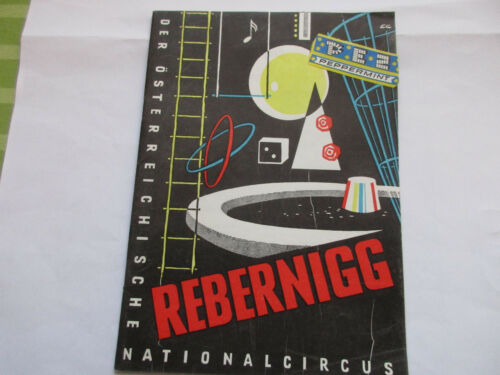 DER ÖSTERREICHISCHE
PEZ
PEPPERMINT
REBERNIGG
NATIONALCIRCUS